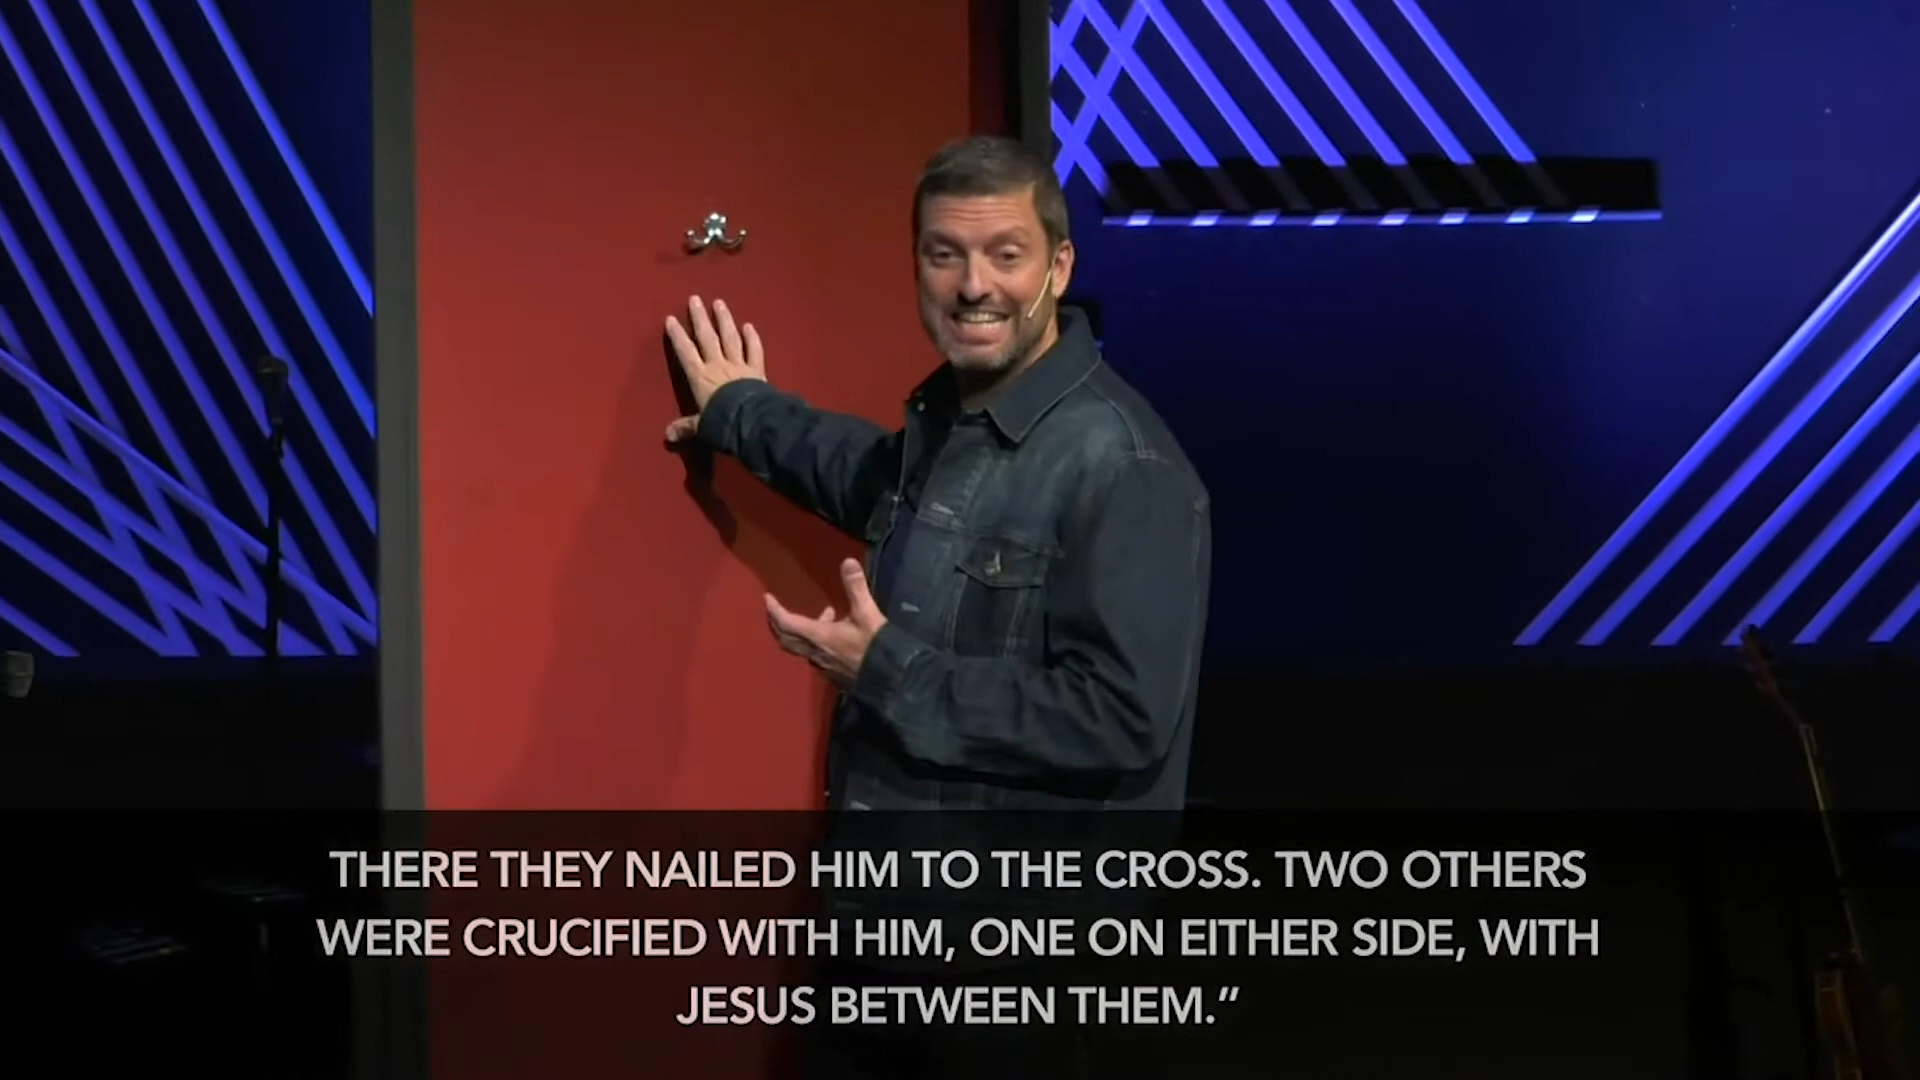 THERE THEY NAILED HIM TO THE CROSS. TWO OTHERS
WERE CRUCIFIED WITH HIM, ONE ON EITHER SIDE, WITH
JESUS BETWEEN THEM.”